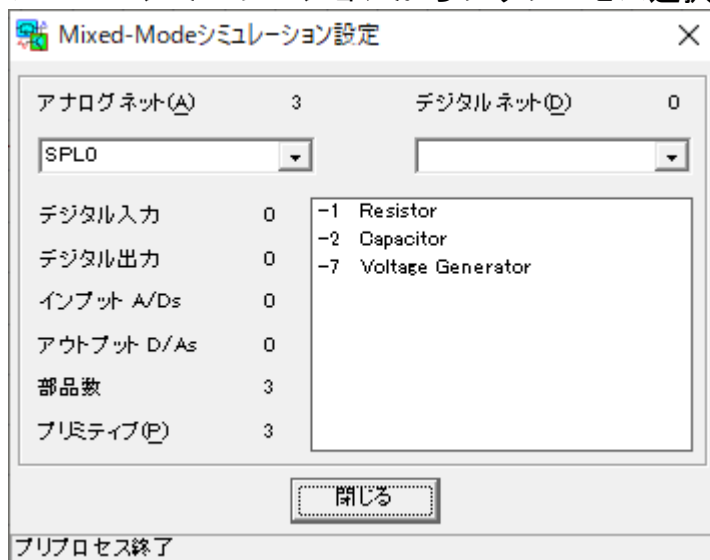 Mixed-Modeシミュレーション設定
アナログネット(A) 3 デジタルネット(D) 0
SPL0
デジタル入力 0
デジタル出力 0
インプット A/Ds 0
アウトプット D/As 0
部品数 3
プリミティブ(P) 3
-1 Resistor
-2 Capacitor
-7 Voltage Generator
閉じる
プリプロセス終了